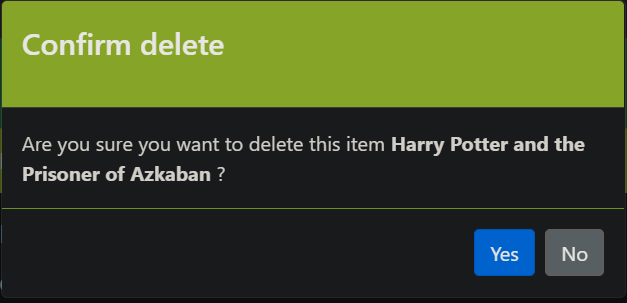 Confirm delete
Are you sure you want to delete this item Harry Potter and the
Prisoner of Azkaban ?
Yes No